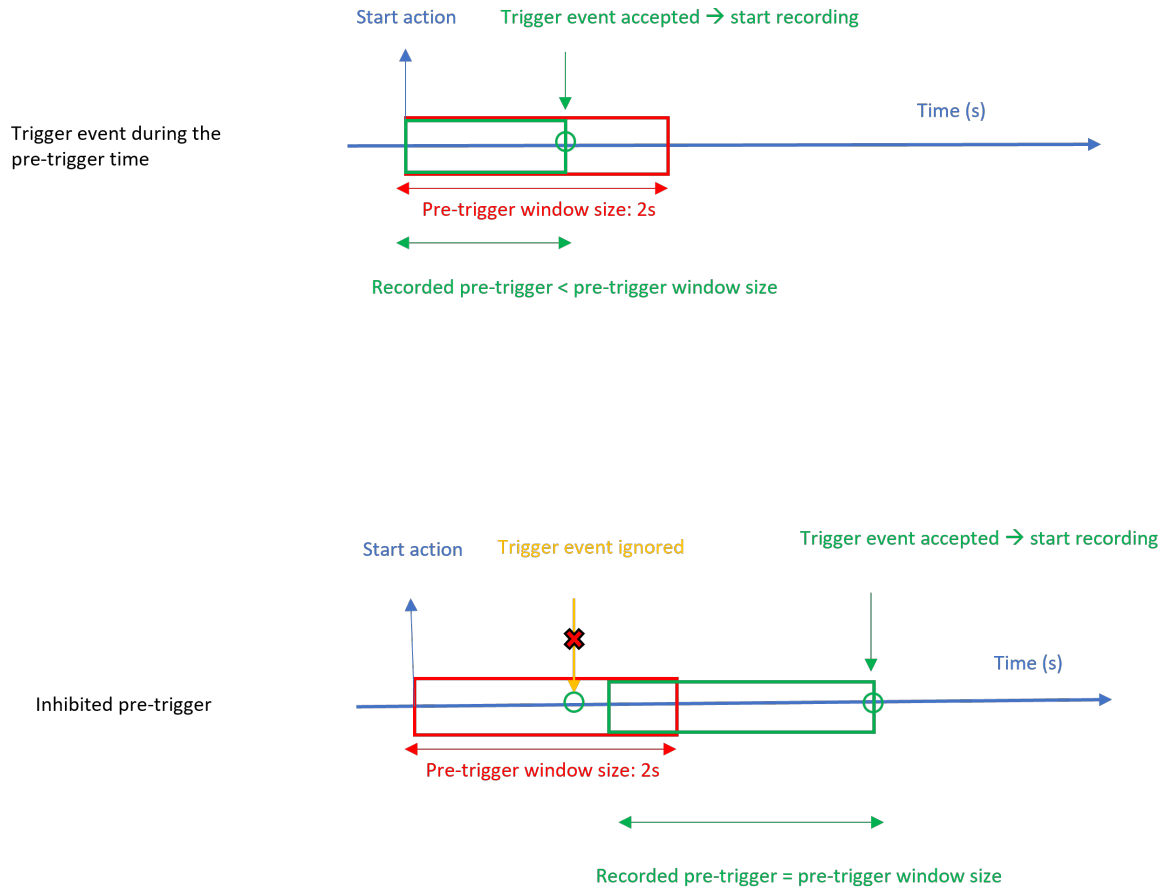 Start action
Trigger event accepted → start recording
Time (s)
Trigger event during the
pre-trigger time
Pre-trigger window size: 2s
Recorded pre-trigger < pre-trigger window size
Start action
Trigger event ignored
Trigger event accepted → start recording
Time (s)
Inhibited pre-trigger
Pre-trigger window size: 2s
Recorded pre-trigger = pre-trigger window size